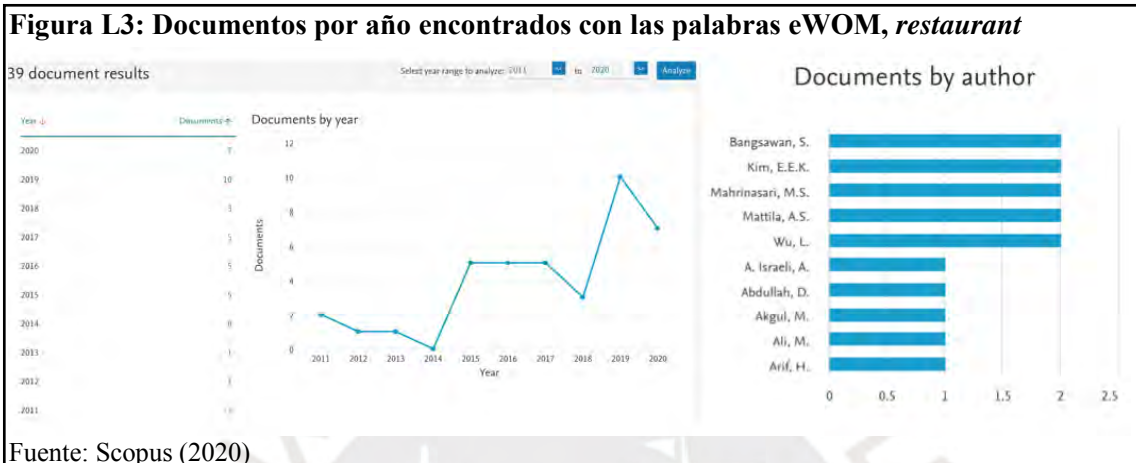 Figura L3: Documentos por año encontrados con las palabras eWOM, restaurant
39 document results
Select year range to analyze: 2011 to 2020 Analyze
Year Documents
2020 7
2019 10
2018 3
2017 5
2016 5
2015 5
2014 0
2013 1
2012 1
2011
Documents by year
Documents
12
10
8
6
4
2
0
2011 2012 2013 2014 2015 2016 2017 2018 2019 2020
Year
Documents by author
Bangsawan, S.
Kim, E.E.K.
Mahrinasari, M.S.
Mattila, A.S.
Wu, L.
A. Israeli, A.
Abdullah, D.
Akgul, M.
Ali, M.
Arif, H.
0 0.5 1 1.5 2 2.5
Fuente: Scopus (2020)